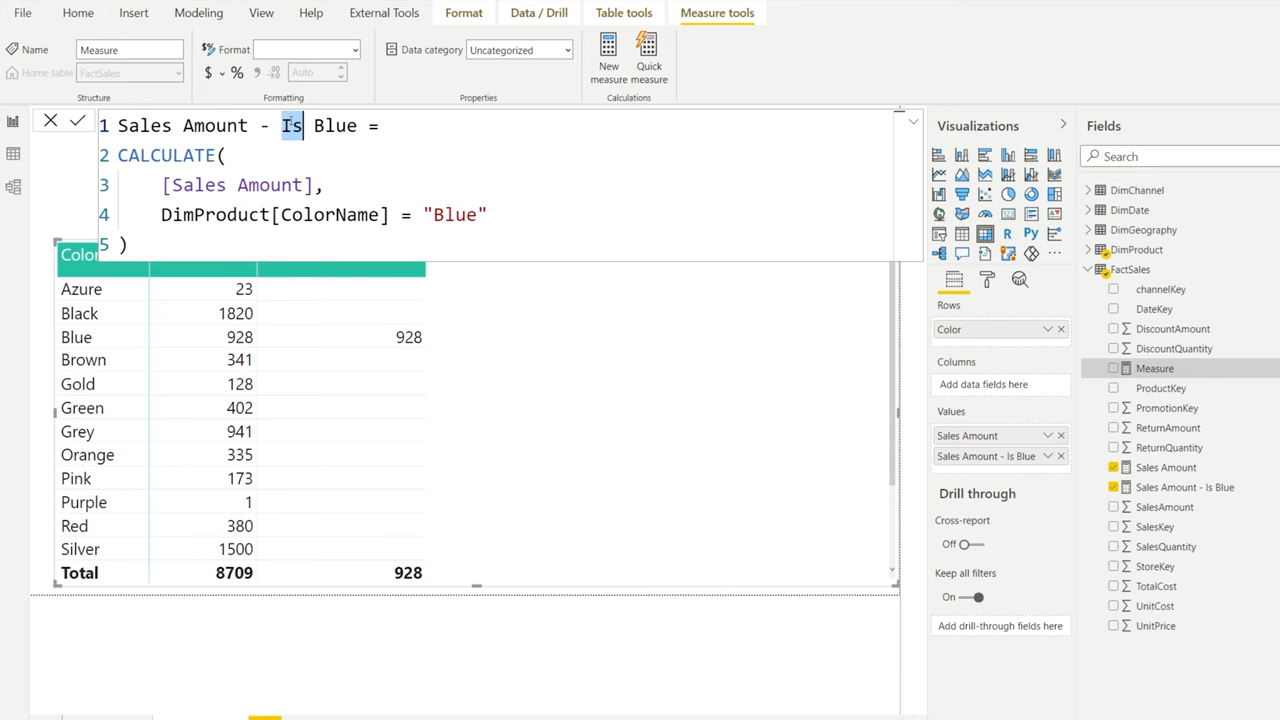 File Home Insert Modeling View Help External Tools Format Data / Drill Table tools Measure tools
Name Measure
Home table FactSales
Structure
$% Format
$ % Auto
Formatting
Data category Uncategorized
Properties
New measure
Quick measure
Calculations
1 Sales Amount - Is Blue =
2 CALCULATE(
3 [Sales Amount],
4 DimProduct[ColorName] = "Blue"
5 )
Color
Azure 23
Black 1820
Blue 928 928
Brown 341
Gold 128
Green 402
Grey 941
Orange 335
Pink 173
Purple 1
Red 380
Silver 1500
Total 8709 928
Visualizations
R Py
Rows
Color
Columns
Add data fields here
Values
Sales Amount
Sales Amount - Is Blue
Drill through
Cross-report
Off
Keep all filters
On
Add drill-through fields here
Fields
Search
DimChannel
DimDate
DimGeography
DimProduct
FactSales
channelKey
DateKey
DiscountAmount
DiscountQuantity
Measure
ProductKey
PromotionKey
ReturnAmount
ReturnQuantity
Sales Amount
Sales Amount - Is Blue
SalesAmount
SalesKey
SalesQuantity
StoreKey
TotalCost
UnitCost
UnitPrice